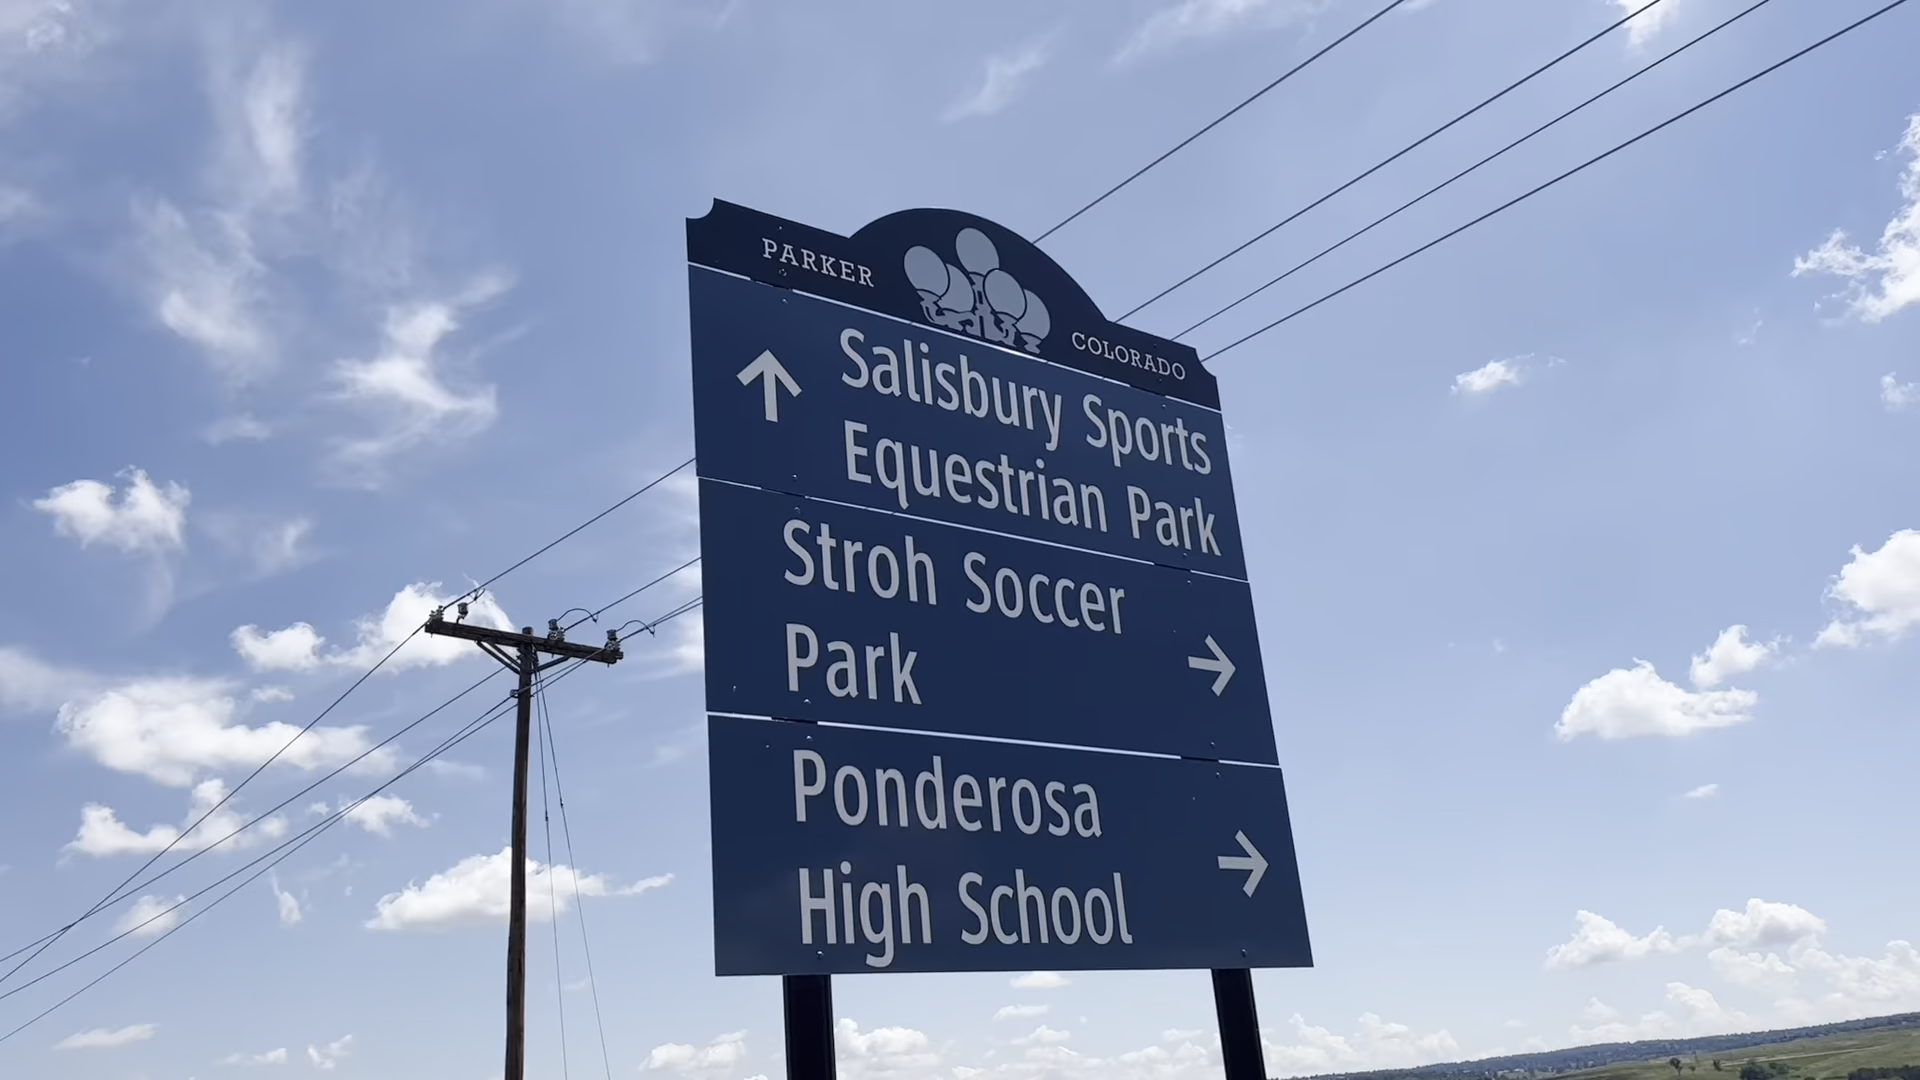 PARKER
COLORADO
Salisbury Sports
Equestrian Park
Stroh Soccer
Park
Ponderosa
High School